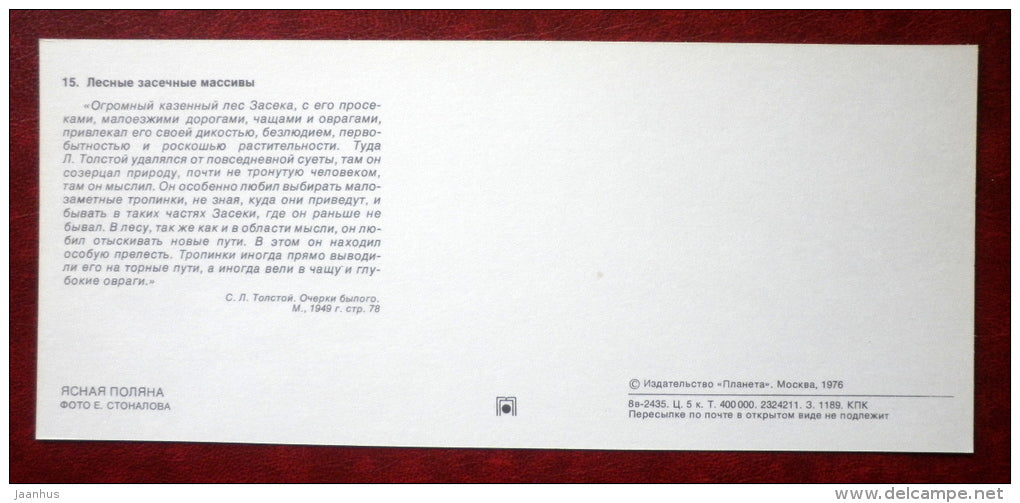 15. Лесные засечные массивы
«Огромный казенный лес Засека, с его просе-
ками, малоезжими дорогами, чащами и оврагами,
привлекал его своей дикостью, безлюдием, перво-
бытностью и роскошью растительности. Туда
Л. Толстой удалялся от повседневной суеты, там он
созерцал природу, почти не тронутую человеком,
там он мыслил. Он особенно любил выбирать мало-
заметные тропинки, не зная, куда они приведут, и
бывать в таких частях Засеки, где он раньше не
бывал. В лесу, так же как и в области мысли, он лю-
бил отыскивать новые пути. В этом он находил
особую прелесть. Тропинки иногда прямо выводи-
ли его на торные пути, а иногда вели в чащу и глу-
бокие овраги.»
С. Л. Толстой. Очерки былого.
М., 1949 г. стр. 78
ЯСНАЯ ПОЛЯНА
ФОТО Е. СТОНАЛОВА
© Издательство «Планета». Москва, 1976
8в-2435. Ц. 5 к. Т. 400 000. 2324211. З. 1189. КПК
Пересылке по почте в открытом виде не подлежит
jaanhus
www.delcampe.net